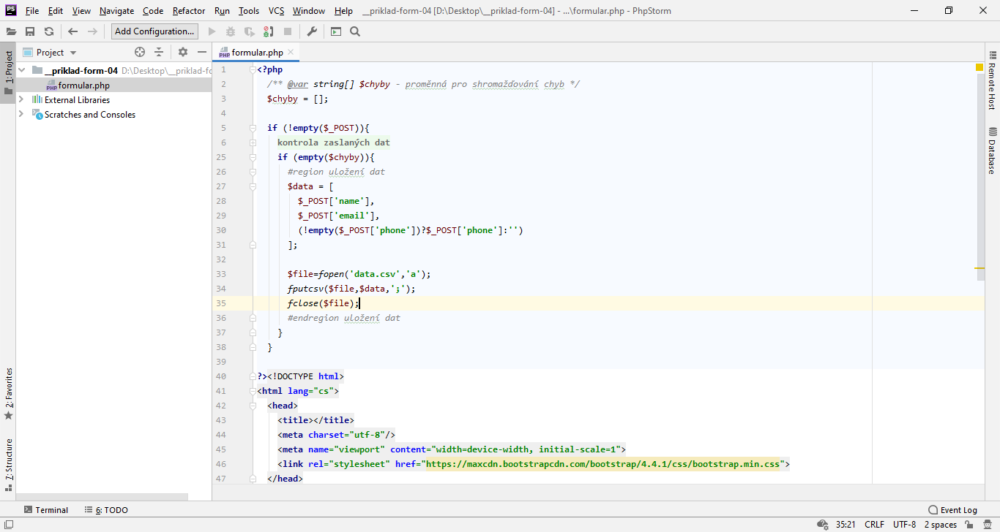 File Edit View Navigate Code Refactor Run Tools VCS Window Help __priklad-form-04 [D:\Desktop\__priklad-form-04] - ...\formular.php - PhpStorm
Add Configuration...
1: Project
Project
formular.php
__priklad-form-04 D:\Desktop\__priklad-fo
formular.php
External Libraries
Scratches and Consoles
1 <?php
2 /** @var string[] $chyby - proměnná pro shromažďování chyb */
3 $chyby = [];
4
5 if (!empty($_POST)){
6 kontrola zaslaných dat
25 if (empty($chyby)){
26 #region uložení dat
27 $data = [
28 $_POST['name'],
29 $_POST['email'],
30 (!empty($_POST['phone'])?$_POST['phone']:'')
31 ];
32
33 $file=fopen('data.csv','a');
34 fputcsv($file,$data,';');
35 fclose($file);
36 #endregion uložení dat
37 }
38 }
39
40 ?><!DOCTYPE html>
41 <html lang="cs">
42 <head>
43 <title></title>
44 <meta charset="utf-8"/>
45 <meta name="viewport" content="width=device-width, initial-scale=1">
46 <link rel="stylesheet" href="https://maxcdn.bootstrapcdn.com/bootstrap/4.4.1/css/bootstrap.min.css">
47 </head>
Remote Host
Database
2: Favorites
7: Structure
Terminal
6: TODO
Event Log
35:21 CRLF UTF-8 2 spaces